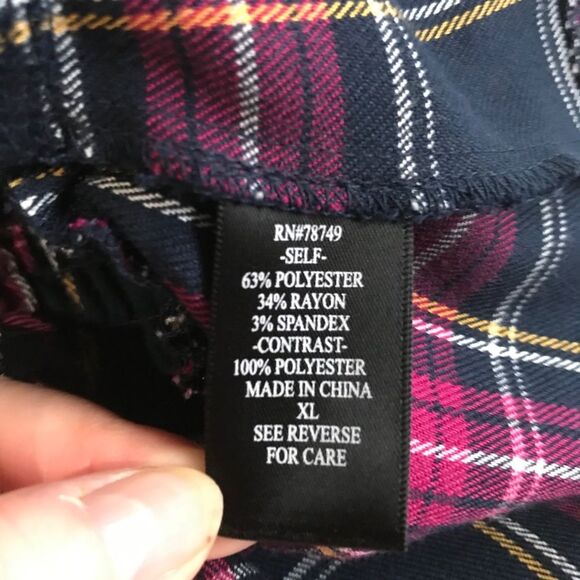 RN#78749
-SELF-
63% POLYESTER
34% RAYON
3% SPANDEX
-CONTRAST-
100% POLYESTER
MADE IN CHINA
XL
SEE REVERSE
FOR CARE